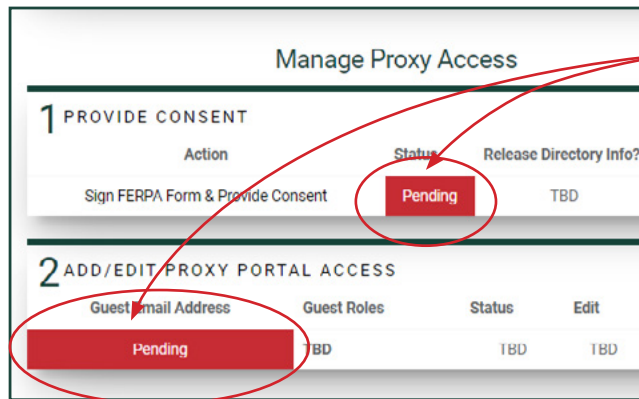 Manage Proxy Access
1 PROVIDE CONSENT
Action Status Release Directory Info?
Sign FERPA Form & Provide Consent Pending TBD
2 ADD/EDIT PROXY PORTAL ACCESS
Guest Email Address Guest Roles Status Edit
Pending TBD TBD TBD